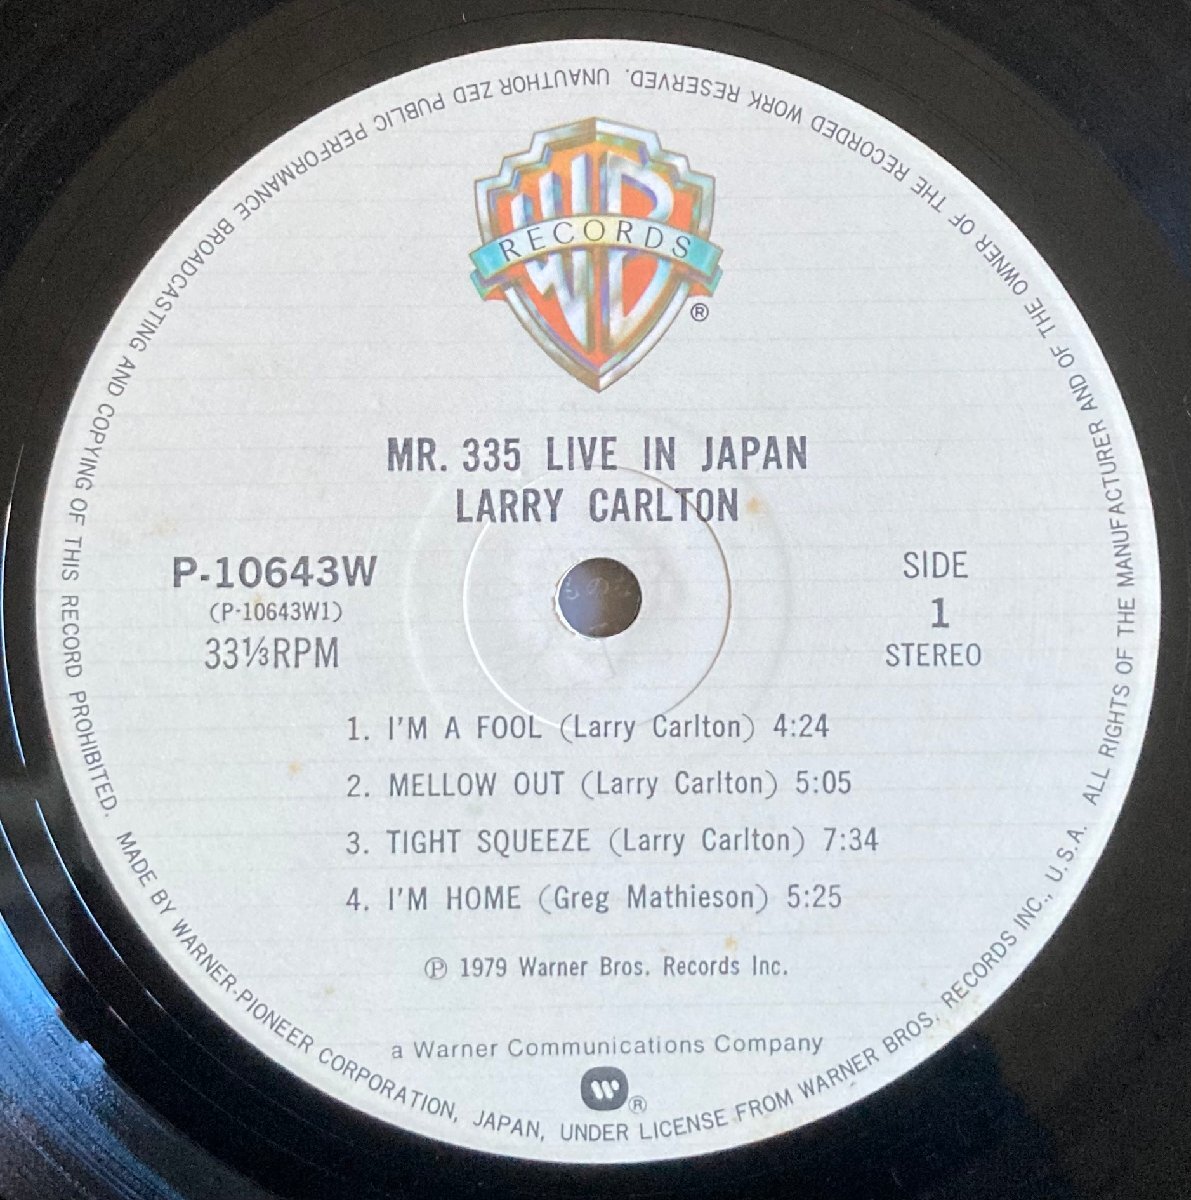 WB
RECORDS
®
MR. 335 LIVE IN JAPAN
LARRY CARLTON
P-10643W
(P-10643W1)
33⅓RPM
SIDE
1
STEREO
1. I'M A FOOL (Larry Carlton) 4:24
2. MELLOW OUT (Larry Carlton) 5:05
3. TIGHT SQUEEZE (Larry Carlton) 7:34
4. I'M HOME (Greg Mathieson) 5:25
℗ 1979 Warner Bros. Records Inc.
a Warner Communications Company
W®
MADE BY WARNER-PIONEER CORPORATION, JAPAN, UNDER LICENSE FROM WARNER BROS, RECORDS INC., U.S.A. ALL RIGHTS OF THE MANUFACTURER AND OF THE OWNER OF THE RECORDED WORK RESERVED. UNAUTHOR ZED PUBLIC PERFORMANCE BROADCASTING AND COPYING OF THIS RECORD PROHIBITED.